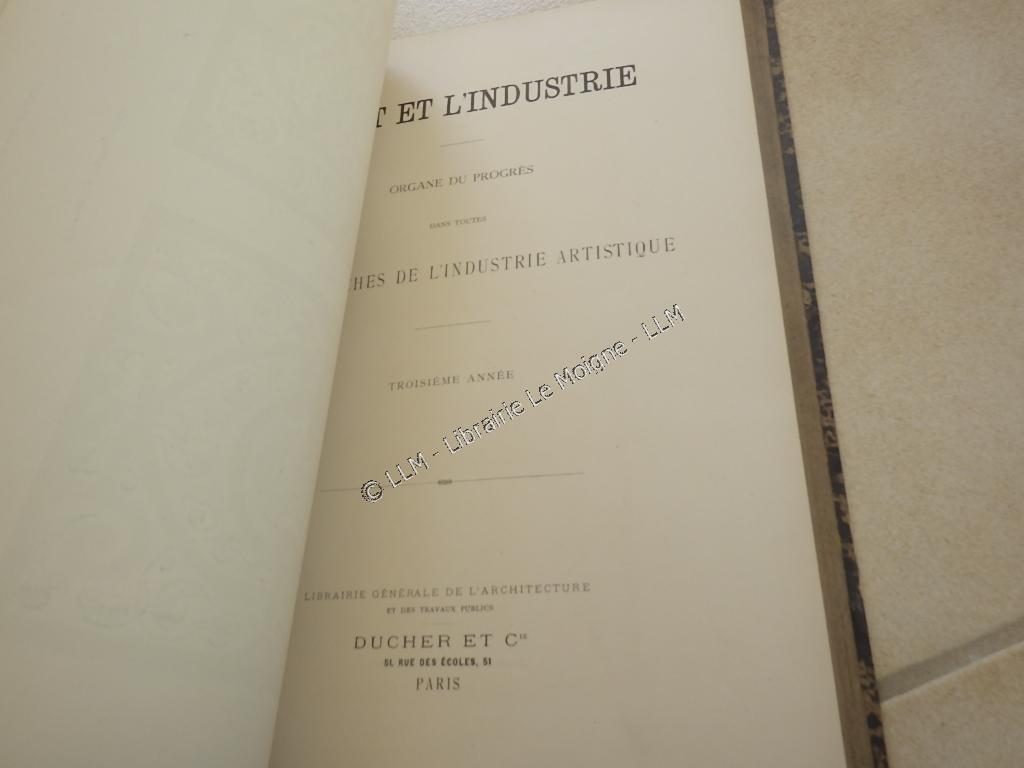 T ET L'INDUSTRIE
ORGANE DU PROGRÈS
DANS TOUTES
CHES DE L'INDUSTRIE ARTISTIQUE
TROISIÈME ANNÉE
© LLM - Librairie Le Moigne - LLM
LIBRAIRIE GÉNÉRALE DE L'ARCHITECTURE
ET DES TRAVAUX PUBLICS
DUCHER ET Cie
51, RUE DES ÉCOLES, 51
PARIS